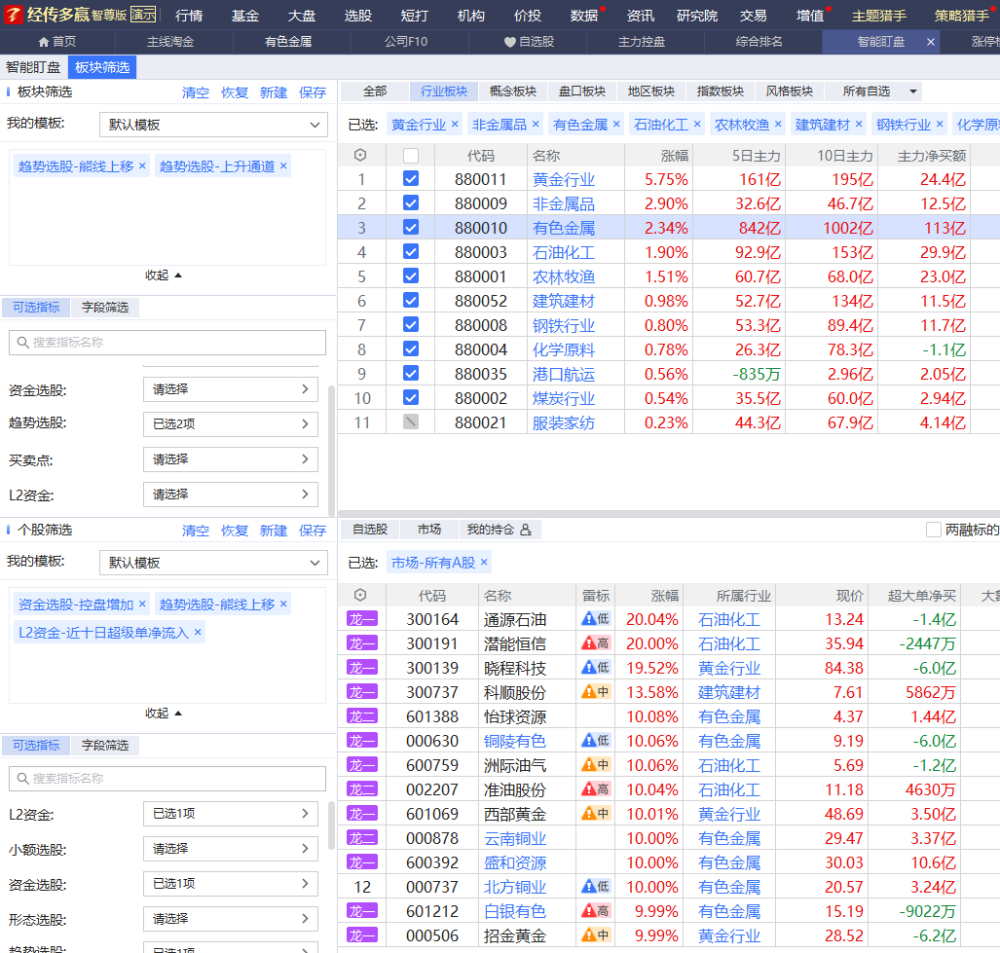 经传多赢 智尊版 演示 行情 基金 大盘 选股 短打 机构 价投 数据 资讯 研究院 交易 增值 主题猎手 策略猎手
首页 主线淘金 有色金属 公司F10 自选股 主力控盘 综合排名 智能盯盘 × 涨停
智能盯盘 板块筛选
板块筛选 清空 恢复 新建 保存
我的模板: 默认模板
趋势选股-能线上移 × 趋势选股-上升通道 ×
收起
可选指标 字段筛选
搜索指标名称
资金选股: 请选择
趋势选股: 已选2项
买卖点: 请选择
L2资金: 请选择
全部 行业板块 概念板块 盘口板块 地区板块 指数板块 风格板块 所有自选
已选: 黄金行业 × 非金属品 × 有色金属 × 石油化工 × 农林牧渔 × 建筑建材 × 钢铁行业 × 化学原
代码 名称 涨幅 5日主力 10日主力 主力净买额
1 880011 黄金行业 5.75% 161亿 195亿 24.4亿
2 880009 非金属品 2.90% 32.6亿 46.7亿 12.5亿
3 880010 有色金属 2.34% 842亿 1002亿 113亿
4 880003 石油化工 1.90% 92.9亿 153亿 29.9亿
5 880001 农林牧渔 1.51% 60.7亿 68.0亿 23.0亿
6 880052 建筑建材 0.98% 52.7亿 134亿 11.5亿
7 880008 钢铁行业 0.80% 53.3亿 89.4亿 11.7亿
8 880004 化学原料 0.78% 26.3亿 78.3亿 -1.1亿
9 880035 港口航运 0.56% -835万 2.96亿 2.05亿
10 880002 煤炭行业 0.54% 35.5亿 60.0亿 2.94亿
11 880021 服装家纺 0.23% 44.3亿 67.9亿 4.14亿
个股筛选 清空 恢复 新建 保存
我的模板: 默认模板
资金选股-控盘增加 × 趋势选股-能线上移 ×
L2资金-近十日超级单净流入 ×
收起
可选指标 字段筛选
搜索指标名称
L2资金: 已选1项
小额选股: 请选择
资金选股: 已选1项
形态选股: 请选择
趋势选股: 已选1项
自选股 市场 我的持仓 两融标的
已选: 市场-所有A股 ×
代码 名称 雷标 涨幅 所属行业 现价 超大单净买 大
龙一 300164 通源石油 低 20.04% 石油化工 13.24 -1.4亿
龙一 300191 潜能恒信 高 20.00% 石油化工 35.94 -2447万
龙一 300139 晓程科技 低 19.52% 黄金行业 84.38 -6.0亿
龙一 300737 科顺股份 中 13.58% 建筑建材 7.61 5862万
龙二 601388 怡球资源 10.08% 有色金属 4.37 1.44亿
龙一 000630 铜陵有色 低 10.06% 有色金属 9.19 -6.0亿
龙一 600759 洲际油气 中 10.06% 石油化工 5.69 -1.2亿
龙二 002207 准油股份 高 10.04% 石油化工 11.18 4630万
龙一 601069 西部黄金 中 10.01% 黄金行业 48.69 3.50亿
龙二 000878 云南铜业 10.00% 有色金属 29.47 3.37亿
龙一 600392 盛和资源 10.00% 有色金属 30.03 10.6亿
12 000737 北方铜业 低 10.00% 有色金属 20.57 3.24亿
龙一 601212 白银有色 高 9.99% 有色金属 15.19 -9022万
龙一 000506 招金黄金 中 9.99% 黄金行业 28.52 -6.2亿